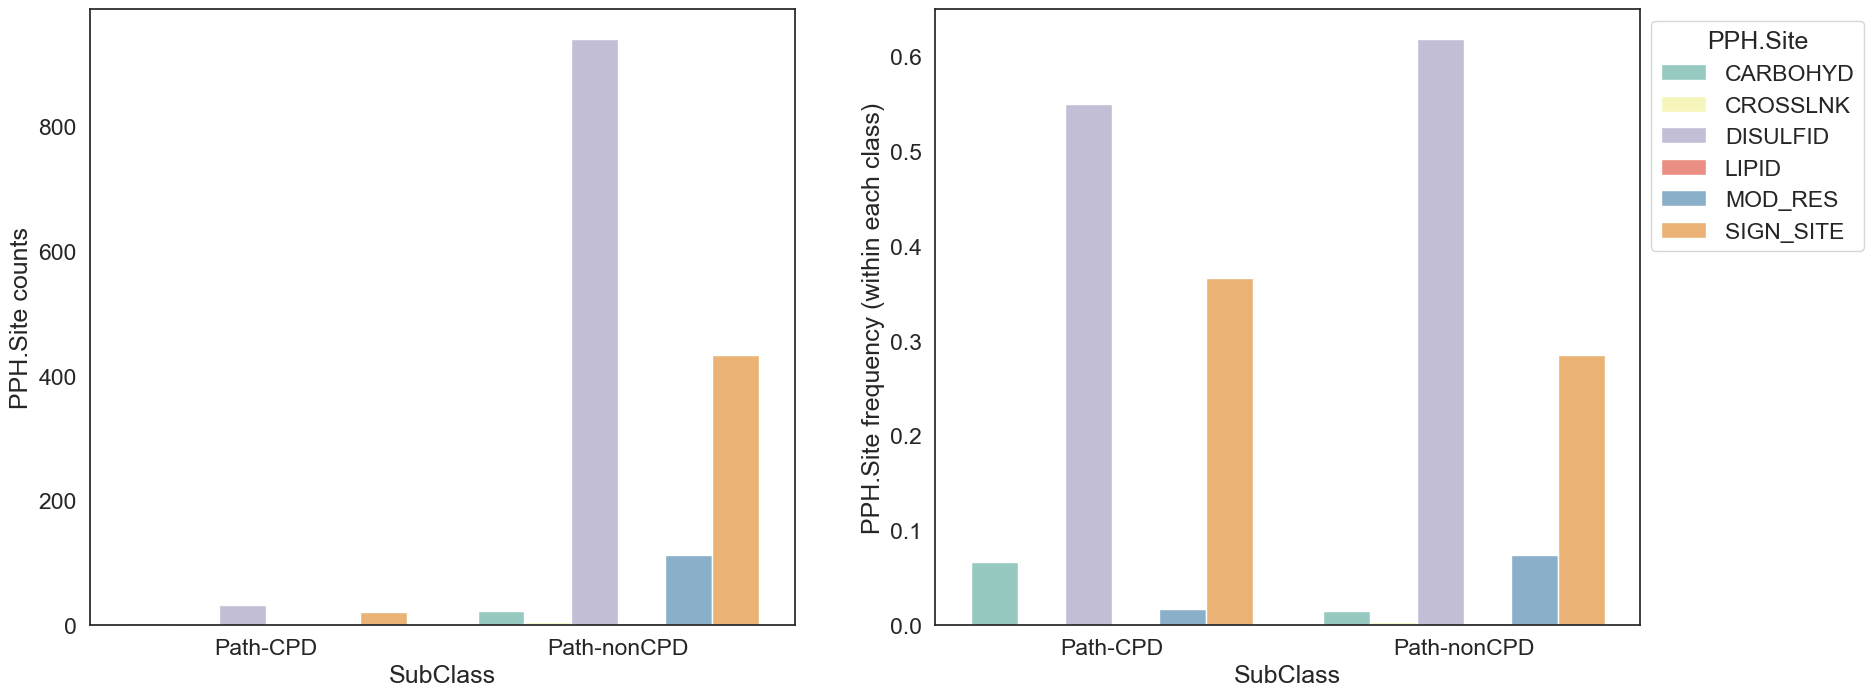 PPH.Site counts
800
600
400
200
0
Path-CPD
Path-nonCPD
SubClass
PPH.Site frequency (within each class)
0.6
0.5
0.4
0.3
0.2
0.1
0.0
Path-CPD
Path-nonCPD
SubClass
PPH.Site
CARBOHYD
CROSSLNK
DISULFID
LIPID
MOD_RES
SIGN_SITE